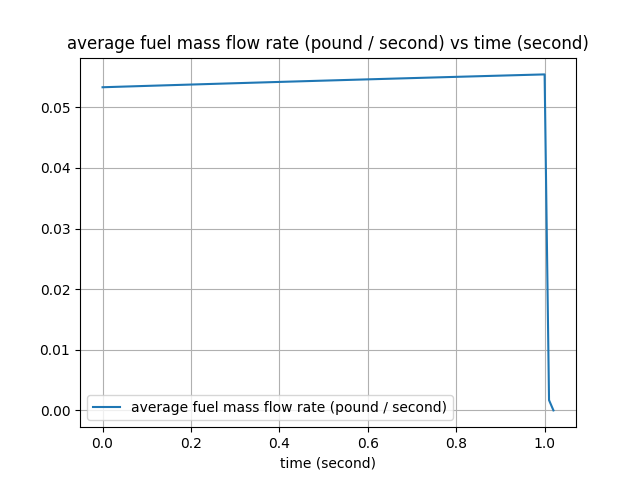 average fuel mass flow rate (pound / second) vs time (second)
0.05
0.04
0.03
0.02
0.01
0.00
average fuel mass flow rate (pound / second)
0.0 0.2 0.4 0.6 0.8 1.0
time (second)